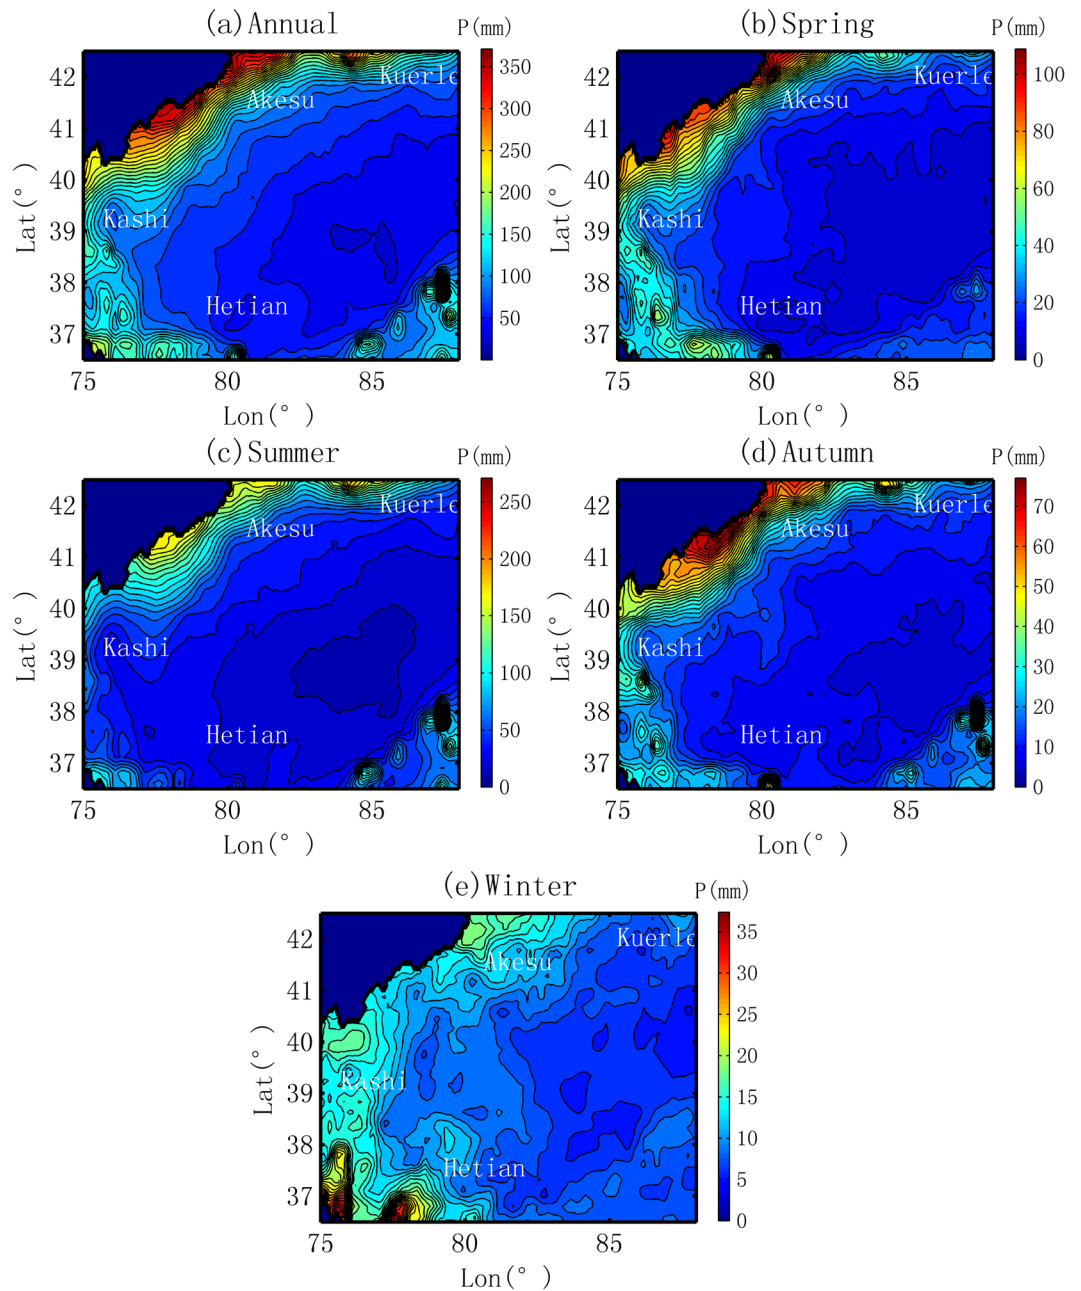 (a)Annual
P(mm)
42
41
40
39
38
37
Lat(° )
75
80
85
Lon(° )
Kuerle
Akesu
Kashi
Hetian
350
300
250
200
150
100
50
(b)Spring
P(mm)
42
41
40
39
38
37
Lat(° )
75
80
85
Lon(° )
Kuerle
Akesu
Kashi
Hetian
100
80
60
40
20
0
(c)Summer
P(mm)
42
41
40
39
38
37
Lat(° )
75
80
85
Lon(° )
Kuerle
Akesu
Kashi
Hetian
250
200
150
100
50
0
(d)Autumn
P(mm)
42
41
40
39
38
37
Lat(° )
75
80
85
Lon(° )
Kuerle
Akesu
Kashi
Hetian
70
60
50
40
30
20
10
0
(e)Winter
P(mm)
42
41
40
39
38
37
Lat(° )
75
80
85
Lon(° )
Kuerle
Akesu
Kashi
Hetian
35
30
25
20
15
10
5
0